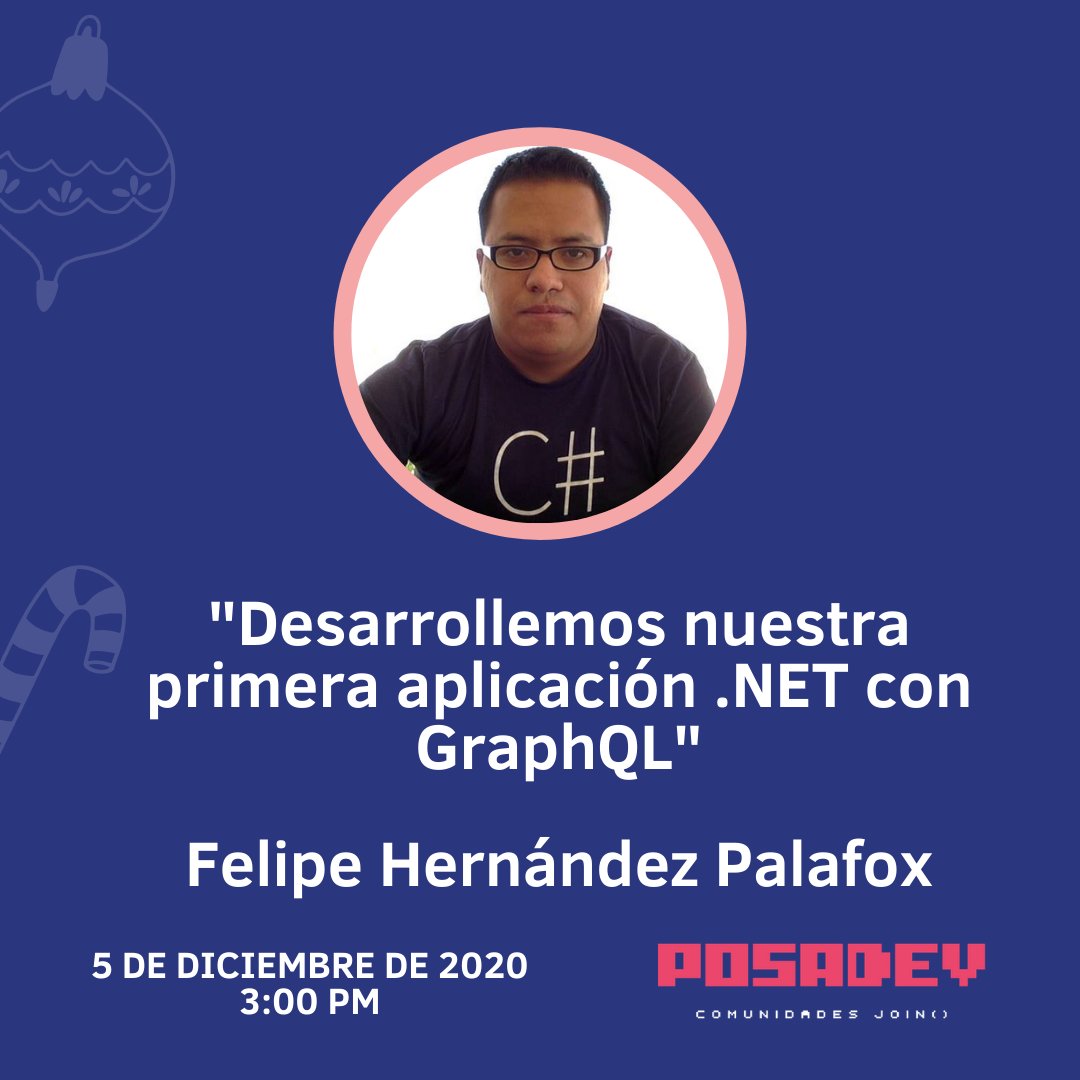 C#
"Desarrollemos nuestra
primera aplicación .NET con
GraphQL"
Felipe Hernández Palafox
5 DE DICIEMBRE DE 2020
3:00 PM
POSADEV
COMUNIDADES JOIN()